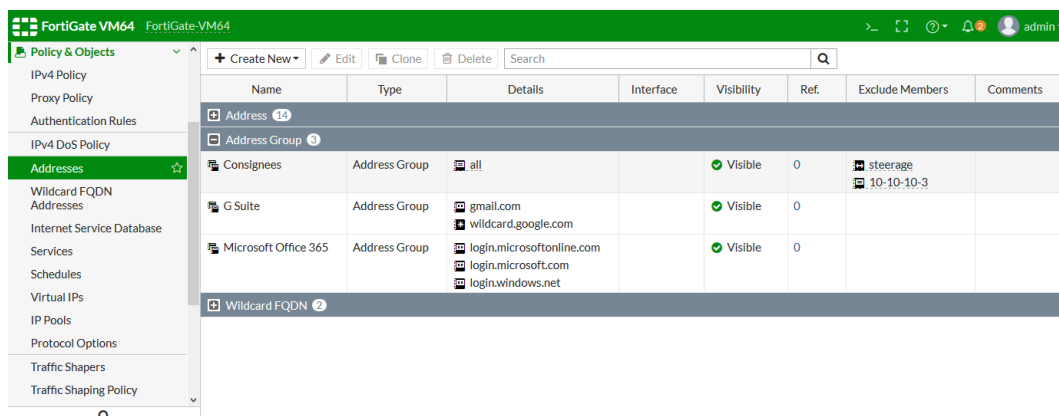 FortiGate VM64 FortiGate-VM64 >_ 2 admin
Policy & Objects
IPv4 Policy
Proxy Policy
Authentication Rules
IPv4 DoS Policy
Addresses
Wildcard FQDN
Addresses
Internet Service Database
Services
Schedules
Virtual IPs
IP Pools
Protocol Options
Traffic Shapers
Traffic Shaping Policy
+ Create New Edit Clone Delete Search
Name Type Details Interface Visibility Ref. Exclude Members Comments
Address 14
Address Group 3
Consignees Address Group all Visible 0 steerage
10-10-10-3
G Suite Address Group gmail.com Visible 0
wildcard.google.com
Microsoft Office 365 Address Group login.microsoftonline.com Visible 0
login.microsoft.com
login.windows.net
Wildcard FQDN 2